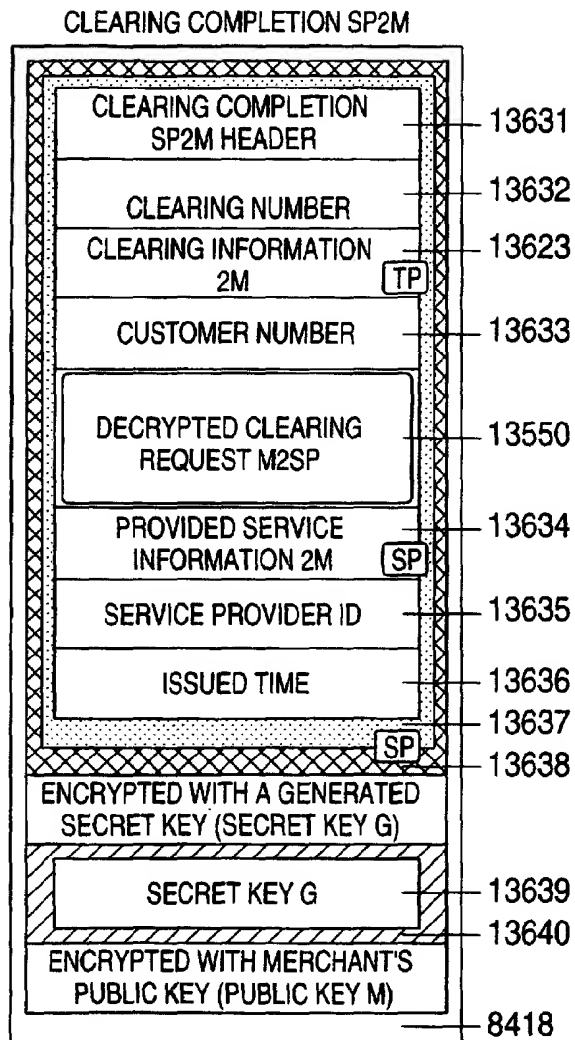 CLEARING COMPLETION SP2M
CLEARING COMPLETION
SP2M HEADER
13631
CLEARING NUMBER
13632
CLEARING INFORMATION
2M
TP
13623
CUSTOMER NUMBER
13633
DECRYPTED CLEARING
REQUEST M2SP
13550
PROVIDED SERVICE
INFORMATION 2M
SP
13634
SERVICE PROVIDER ID
13635
ISSUED TIME
13636
13637
SP
13638
ENCRYPTED WITH A GENERATED
SECRET KEY (SECRET KEY G)
SECRET KEY G
13639
13640
ENCRYPTED WITH MERCHANT'S
PUBLIC KEY (PUBLIC KEY M)
8418